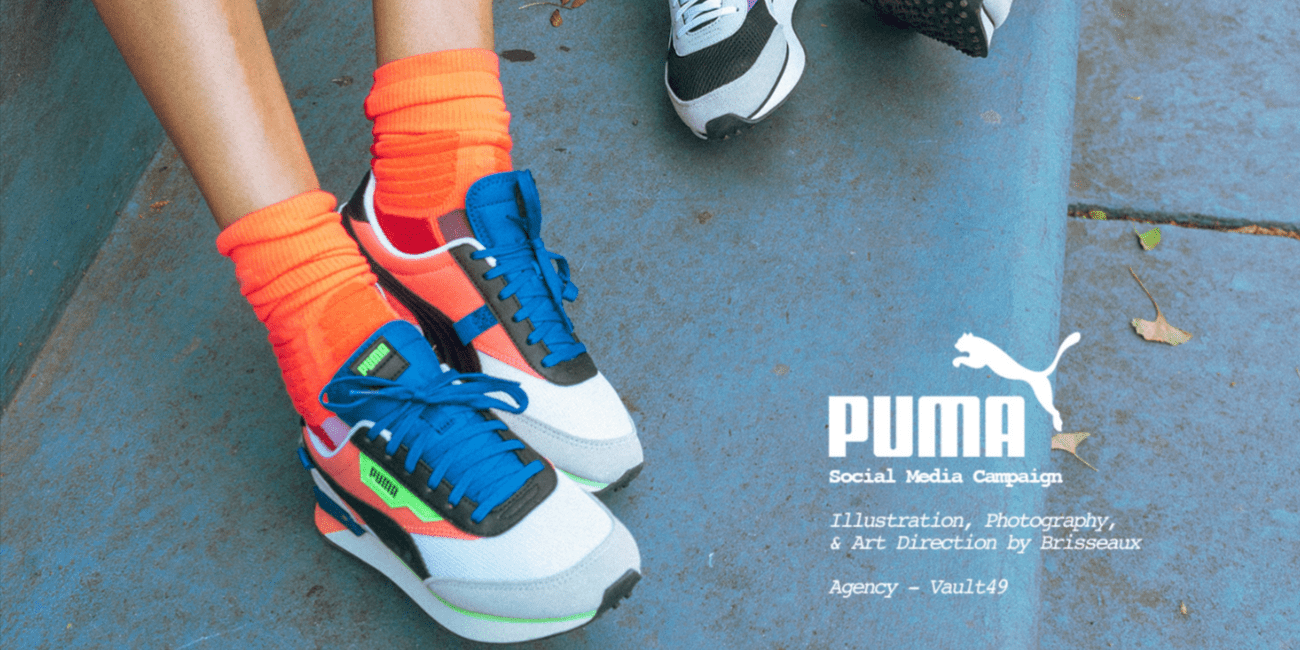 PUMA
PUMA
PUMA
Social Media Campaign
Illustration, Photography,
& Art Direction by Brisseaux
Agency – Vault49